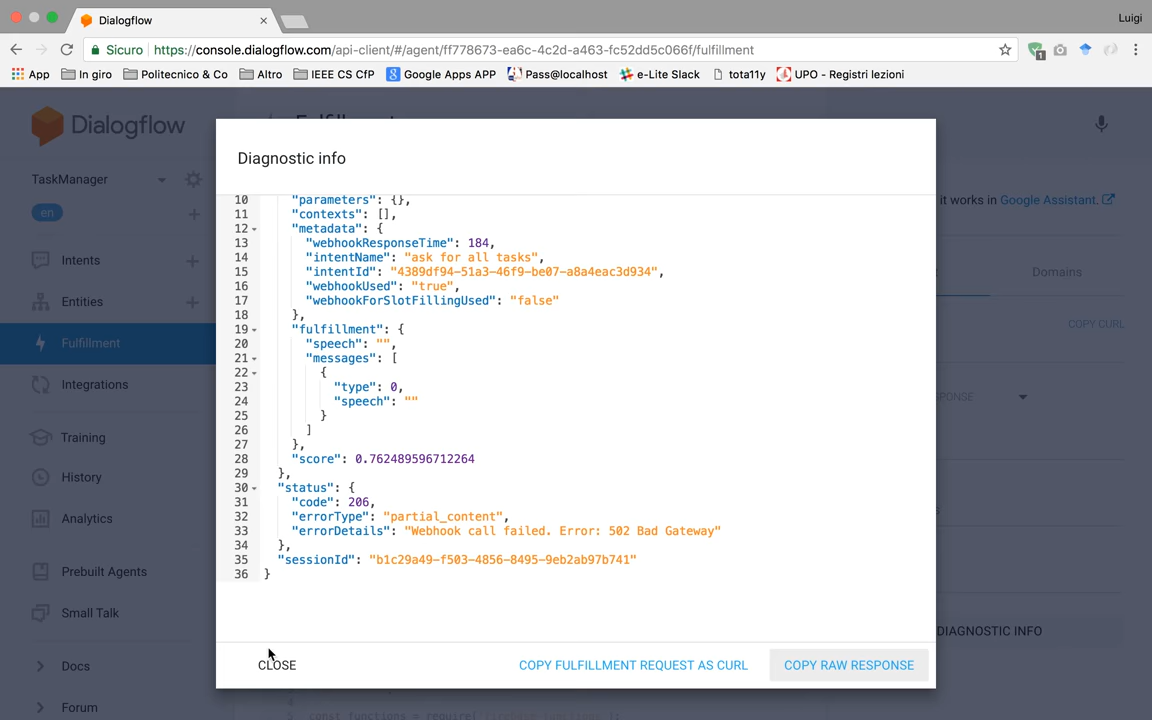 Dialogflow
Luigi
Sicuro
https://console.dialogflow.com/api-client/#/agent/ff778673-ea6c-4c2d-a463-fc52dd5c066f/fulfillment
1
App
In giro
Politecnico & Co
Altro
IEEE CS CfP
Google Apps APP
Pass@localhost
e-Lite Slack
tota11y
UPO - Registri lezioni
Dialogflow
TaskManager
en
Intents
Entities
Fulfillment
Integrations
Training
History
Analytics
Prebuilt Agents
Small Talk
Docs
Forum
it works in Google Assistant.
Domains
COPY CURL
DIAGNOSTIC INFO
Diagnostic info
10 "parameters": {},
11 "contexts": [],
12 "metadata": {
13 "webhookResponseTime": 184,
14 "intentName": "ask for all tasks",
15 "intentId": "4389df94-51a3-46f9-be07-a8a4eac3d934",
16 "webhookUsed": "true",
17 "webhookForSlotFillingUsed": "false"
18 },
19 "fulfillment": {
20 "speech": "",
21 "messages": [
22 {
23 "type": 0,
24 "speech": ""
25 }
26 ]
27 },
28 "score": 0.762489596712264
29 },
30 "status": {
31 "code": 206,
32 "errorType": "partial_content",
33 "errorDetails": "Webhook call failed. Error: 502 Bad Gateway"
34 },
35 "sessionId": "b1c29a49-f503-4856-8495-9eb2ab97b741"
36 }
CLOSE
COPY FULFILLMENT REQUEST AS CURL
COPY RAW RESPONSE